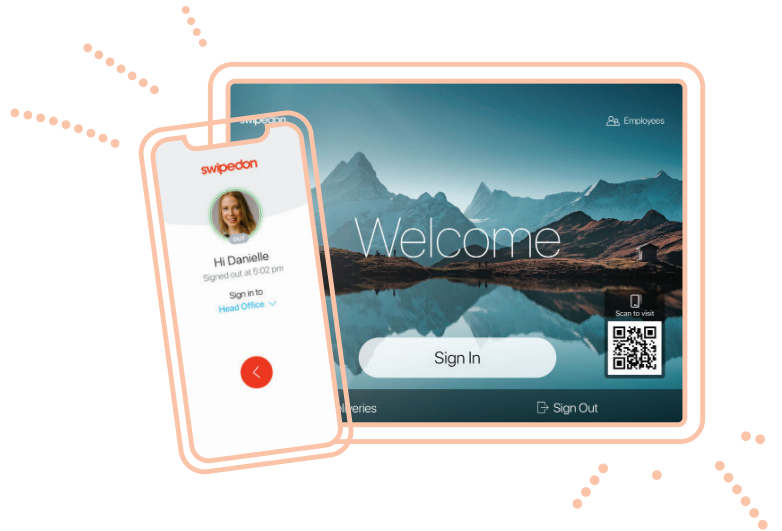 swipedon
Hi Danielle
Signed out at 5:02 pm
Sign in to
Head Office
swipedon
Employees
Welcome
Scan to visit
Sign In
Sign Out